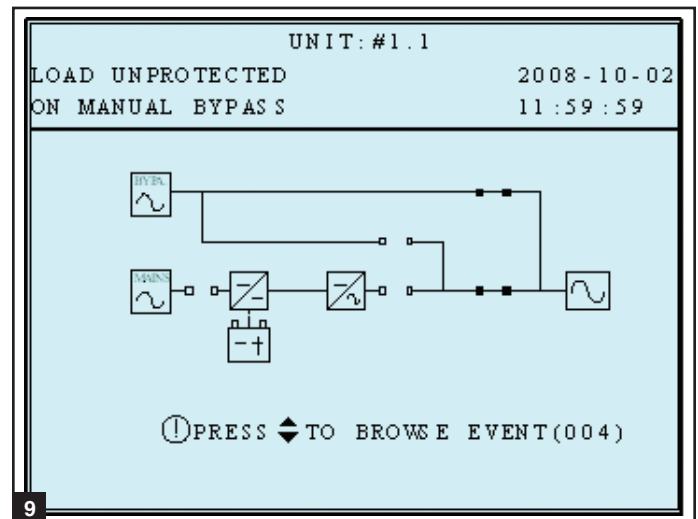 UNIT:#1.1
LOAD UNPROTECTED 2008-10-02
ON MANUAL BYPASS 11:59:59
BYPA.
MAINS
PRESS TO BROWSE EVENT(004)
9